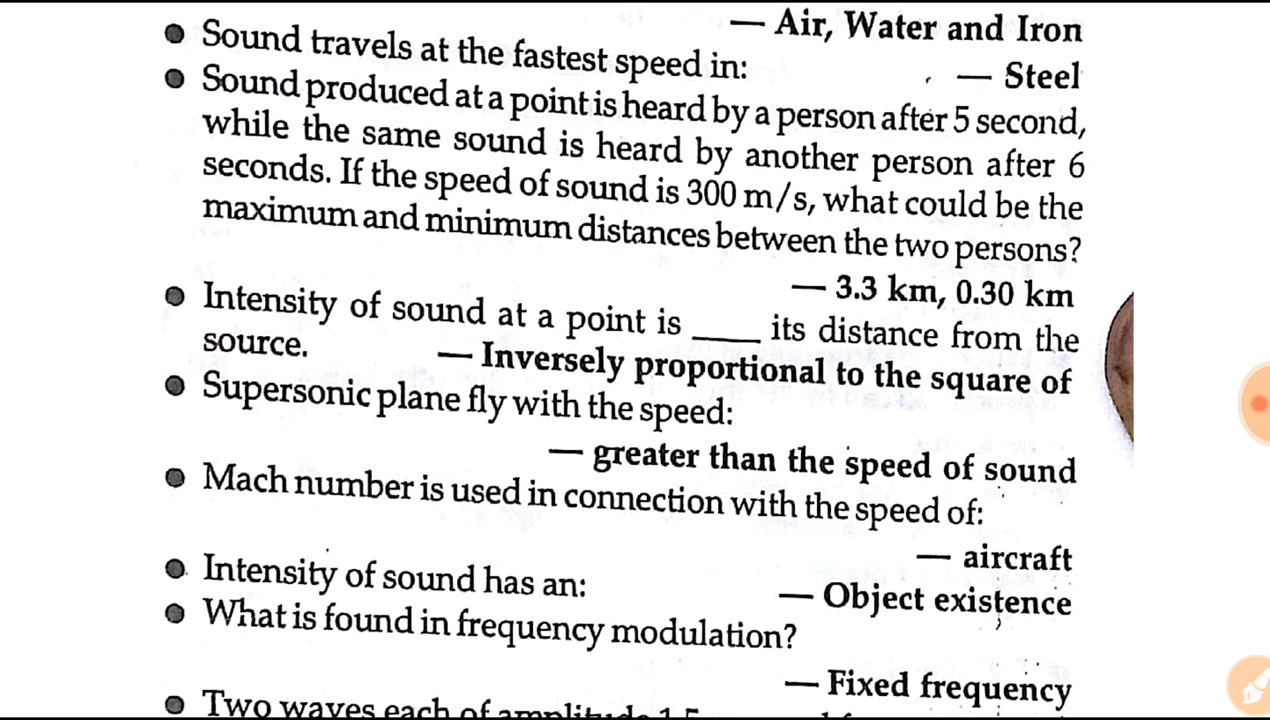 — Air, Water and Iron
Sound travels at the fastest speed in:
— Steel
Sound produced at a point is heard by a person after 5 second,
while the same sound is heard by another person after 6
seconds. If the speed of sound is 300 m/s, what could be the
maximum and minimum distances between the two persons?
— 3.3 km, 0.30 km
Intensity of sound at a point is ____ its distance from the
source. — Inversely proportional to the square of
Supersonic plane fly with the speed:
— greater than the speed of sound
Mach number is used in connection with the speed of:
— aircraft
Intensity of sound has an: — Object existence
What is found in frequency modulation?
— Fixed frequency
Two waves each of amplitude 1.5